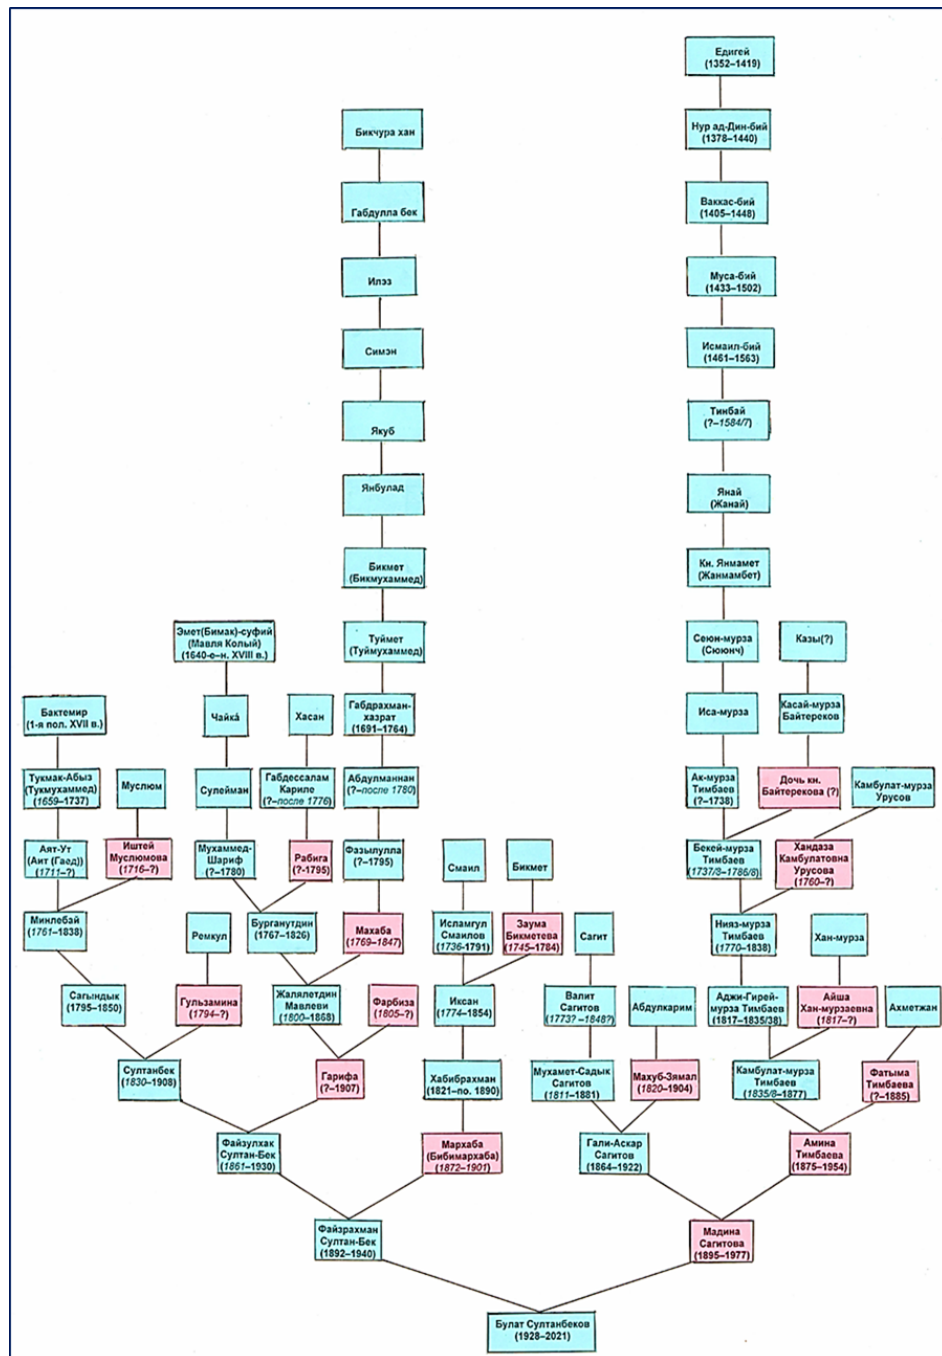 Едигей
(1352–1419)
Бикчура хан
Нур ад-Дин-бий
(1378–1440)
Габдулла бек
Ваккас-бий
(1405–1448)
Илэз
Муса-бий
(1433–1502)
Симэн
Исмаил-бий
(1461–1563)
Якуб
Тинбай
(?–1584/7)
Янбулад
Янай
(Жанай)
Бикмет
(Бикмухаммед)
Кн. Янмамет
(Жанмамбет)
Эмет(Бимак)-суфий
(Мавля Колый)
(1640-е–н. XVIII в.)
Туймет
(Туймухаммед)
Сеюн-мурза
(Сююнч)
Казы(?)
Бактемир
(1-я пол. XVII в.)
Чайка́
Хасан
Габдрахман-
хазрат
(1691–1764)
Иса-мурза
Касай-мурза
Байтереков
Тукмак-Абыз
(Тукмухаммед)
(1659–1737)
Муслюм
Сулейман
Габдессалам
Кариле
(?–после 1776)
Абдулманнан
(?–после 1780)
Ак-мурза
Тимбаев
(?–1738)
Дочь кн.
Байтерекова (?)
Камбулат-мурза
Урусов
Аят-Ут
(Аит (Гаед))
(1711–?)
Иштей
Муслюмова
(1716–?)
Мухаммед-
Шариф
(?–1780)
Рабига
(?-1795)
Фазылулла
(?–1795)
Смаил
Бикмет
Бекей-мурза
Тимбаев
(1737/8–1786/8)
Хандаза
Камбулатовна
Урусова
(1760–?)
Минлебай
(1761–1838)
Ремкул
Бурганутдин
(1767–1826)
Махаба
(1769–1847)
Исламгул
Смаилов
(1736-1791)
Заума
Бикметева
(1745–1784)
Сагит
Нияз-мурза
Тимбаев
(1770–1838)
Хан-мурза
Сагындык
(1795–1850)
Гульзамина
(1794–?)
Жалялетдин
Мавлеви
(1800–1868)
Фарбиза
(1805–?)
Иксан
(1774–1854)
Валит
Сагитов
(1773?–1848?)
Абдулкарим
Аджи-Гирей-
мурза Тимбаев
(1817–1835/38)
Айша
Хан-мурзаевна
(1817–?)
Ахметжан
Султанбек
(1830–1908)
Гарифа
(?–1907)
Хабибрахман
(1821–по. 1890)
Мухамет-Садык
Сагитов
(1811–1881)
Махуб-Зямал
(1820–1904)
Камбулат-мурза
Тимбаев
(1835/8–1877)
Фатыма
Тимбаева
(?–1885)
Файзулхак
Султан-Бек
(1861–1930)
Мархаба
(Бибимархаба)
(1872–1901)
Гали-Аскар
Сагитов
(1864–1922)
Амина
Тимбаева
(1875–1954)
Файзрахман
Султан-Бек
(1892–1940)
Мадина
Сагитова
(1895–1977)
Булат Султанбеков
(1928–2021)